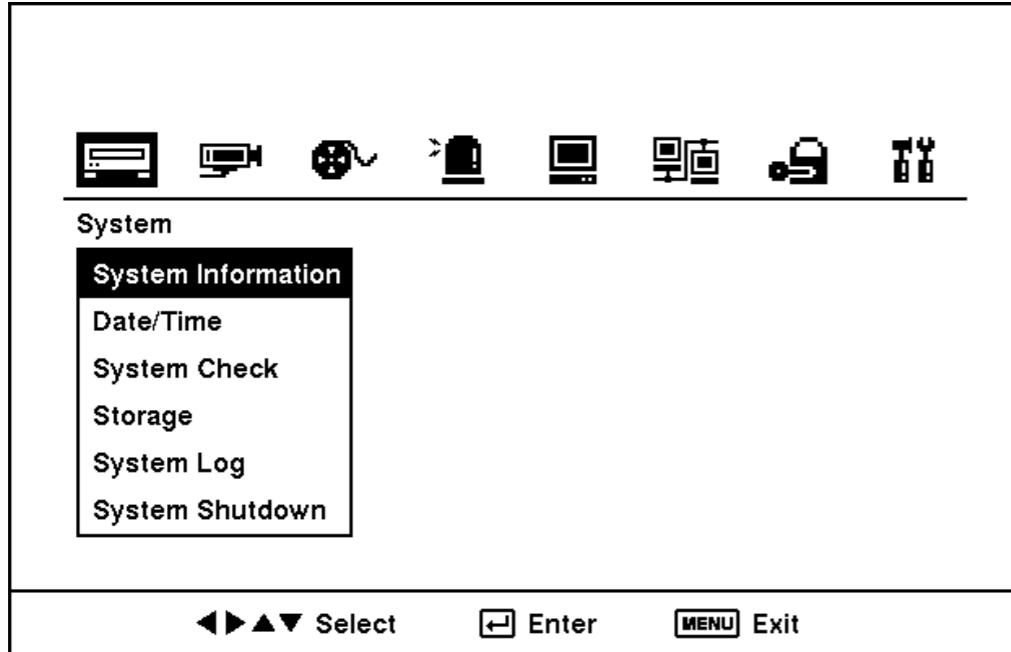 System
System Information
Date/Time
System Check
Storage
System Log
System Shutdown
Select Enter MENU Exit